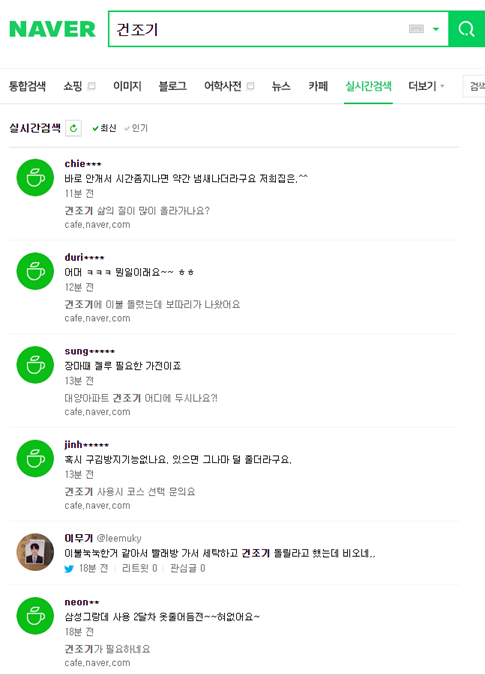 NAVER
건조기
통합검색 쇼핑 이미지 블로그 어학사전 뉴스 카페 실시간검색 더보기 검색
실시간검색 최신 인기
chie***
바로 안개서 시간좀지나면 약간 냄새나더라구요 저희집은.^^
11분 전
건조기 삶의 질이 많이 올라가나요?
cafe.naver.com
duri****
어머 ㅋㅋㅋ 뭔일이래요~~ ㅎㅎ
12분 전
건조기에 이불 돌렸는데 보따리가 나왔어요
cafe.naver.com
sung*****
장마때 젤루 필요한 가전이죠
13분 전
대양아파트 건조기 어디에 두시나요?!
cafe.naver.com
jinh*****
혹시 구김방지기능없나요. 있으면 그나마 덜 줄더라구요.
13분 전
건조기 사용시 코스 선택 문의요
cafe.naver.com
이무기 @leemuky
이불눅눅한거 같아서 빨래방 가서 세탁하고 건조기 돌릴라고 했는데 비오네,,
18분 전 리트윗 0 관심글 0
neon**
삼성그랑데 사용 2달차 옷줄어듬전~~혀없어요~
18분 전
건조기가 필요하네요
cafe.naver.com